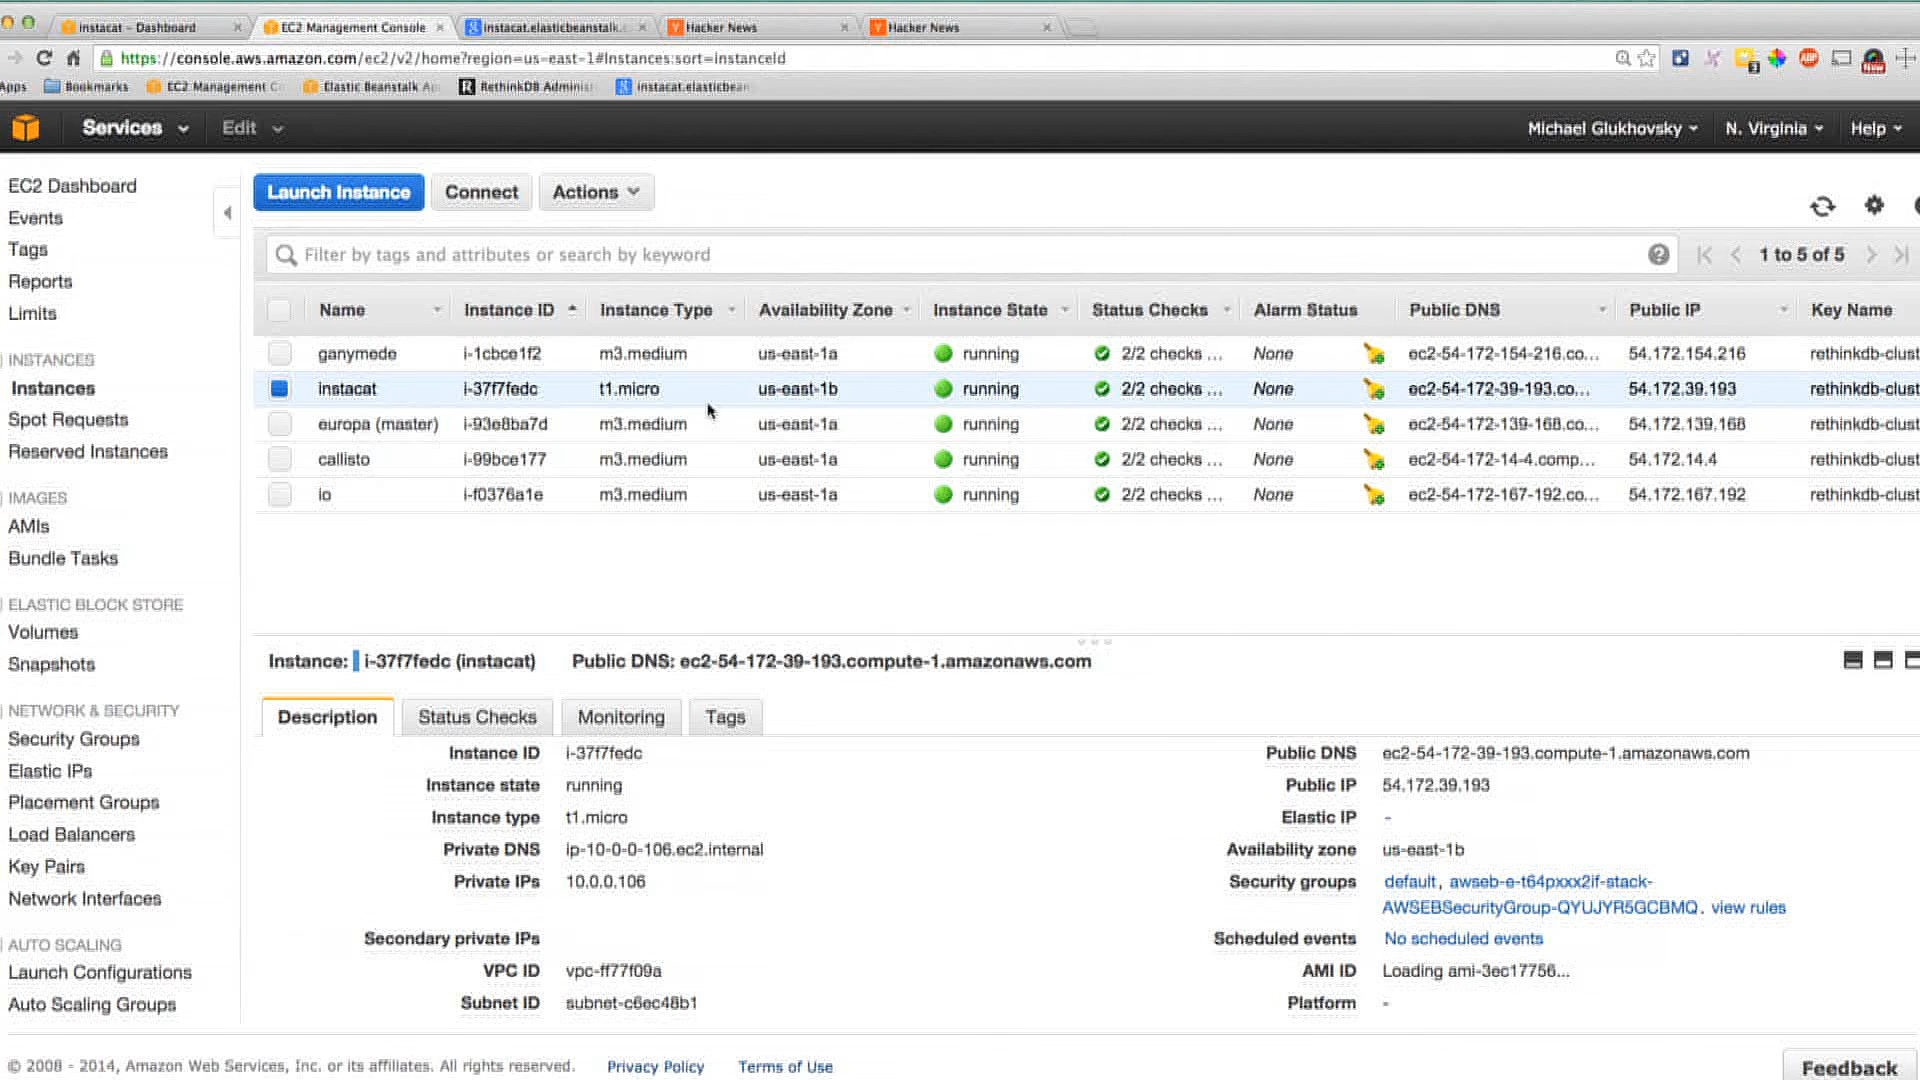 instacat - Dashboard
EC2 Management Console
instacat.elasticbeanstalk.
Hacker News
Hacker News
https://console.aws.amazon.com/ec2/v2/home?region=us-east-1#Instances:sort=instanceId
Apps
Bookmarks
EC2 Management Co
Elastic Beanstalk Ap
RethinkDB Administ
instacat.elasticbean
Services
Edit
Michael Glukhovsky
N. Virginia
Help
EC2 Dashboard
Events
Tags
Reports
Limits
INSTANCES
Instances
Spot Requests
Reserved Instances
IMAGES
AMIs
Bundle Tasks
ELASTIC BLOCK STORE
Volumes
Snapshots
NETWORK & SECURITY
Security Groups
Elastic IPs
Placement Groups
Load Balancers
Key Pairs
Network Interfaces
AUTO SCALING
Launch Configurations
Auto Scaling Groups
Launch Instance
Connect
Actions
Filter by tags and attributes or search by keyword
1 to 5 of 5
Name Instance ID Instance Type Availability Zone Instance State Status Checks Alarm Status Public DNS Public IP Key Name
ganymede i-1cbce1f2 m3.medium us-east-1a running 2/2 checks ... None ec2-54-172-154-216.co... 54.172.154.216 rethinkdb-clust
instacat i-37f7fedc t1.micro us-east-1b running 2/2 checks ... None ec2-54-172-39-193.co... 54.172.39.193 rethinkdb-clust
europa (master) i-93e8ba7d m3.medium us-east-1a running 2/2 checks ... None ec2-54-172-139-168.co... 54.172.139.168 rethinkdb-clust
callisto i-99bce177 m3.medium us-east-1a running 2/2 checks ... None ec2-54-172-14-4.comp... 54.172.14.4 rethinkdb-clust
io i-f0376a1e m3.medium us-east-1a running 2/2 checks ... None ec2-54-172-167-192.co... 54.172.167.192 rethinkdb-clust
Instance: i-37f7fedc (instacat) Public DNS: ec2-54-172-39-193.compute-1.amazonaws.com
Description
Status Checks
Monitoring
Tags
Instance ID i-37f7fedc
Instance state running
Instance type t1.micro
Private DNS ip-10-0-0-106.ec2.internal
Private IPs 10.0.0.106
Secondary private IPs
VPC ID vpc-ff77f09a
Subnet ID subnet-c6ec48b1
Public DNS ec2-54-172-39-193.compute-1.amazonaws.com
Public IP 54.172.39.193
Elastic IP -
Availability zone us-east-1b
Security groups default, awseb-e-t64pxxx2if-stack-
AWSEBSecurityGroup-QYUJYR5GCBMQ. view rules
Scheduled events No scheduled events
AMI ID Loading ami-3ec17756...
Platform -
© 2008 - 2014, Amazon Web Services, Inc. or its affiliates. All rights reserved. Privacy Policy Terms of Use
Feedback